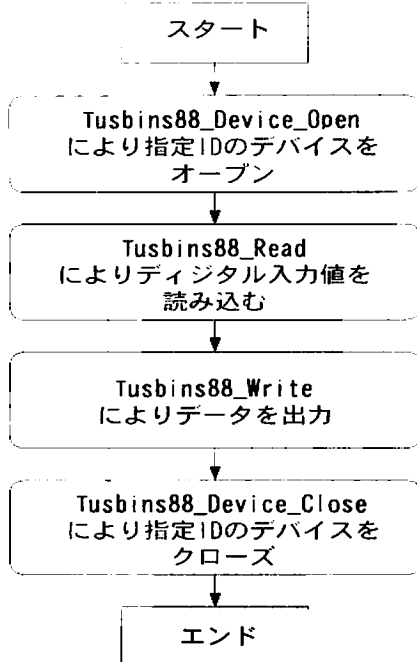 スタート
Tusbins88_Device_Open
により指定IDのデバイスを
オープン
Tusbins88_Read
によりディジタル入力値を
読み込む
Tusbins88_Write
によりデータを出力
Tusbins88_Device_Close
により指定IDのデバイスを
クローズ
エンド